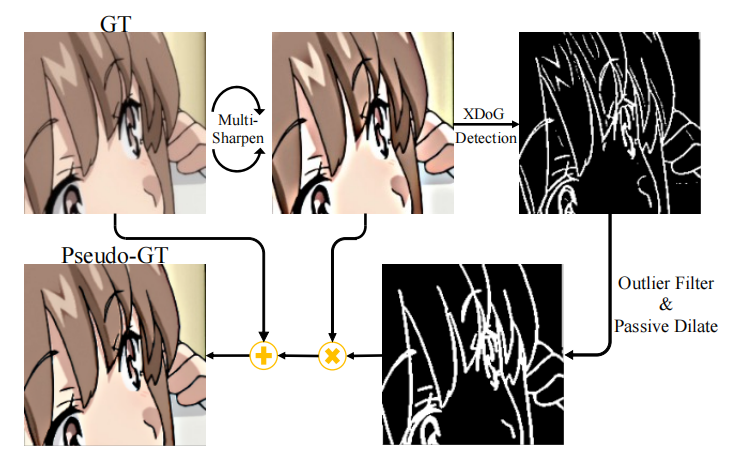 GT
Multi-
Sharpen
XDoG
Detection
Pseudo-GT
Outlier Filter
&
Passive Dilate